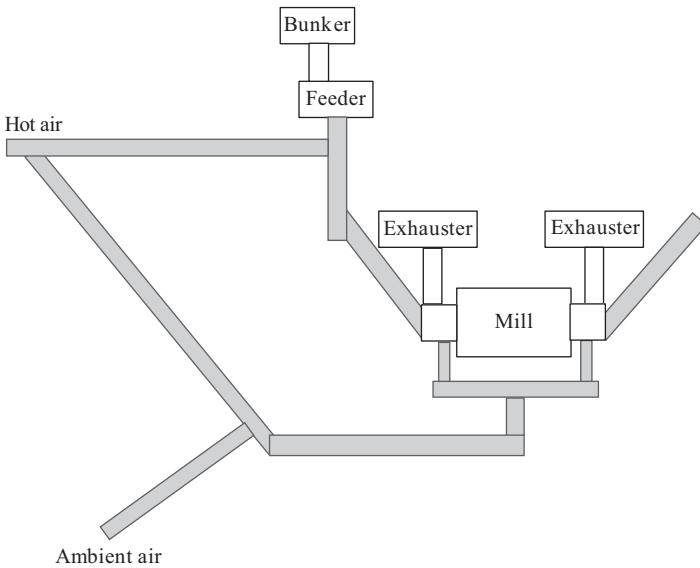 Bunker
Feeder
Hot air
Exhauster
Exhauster
Mill
Ambient air